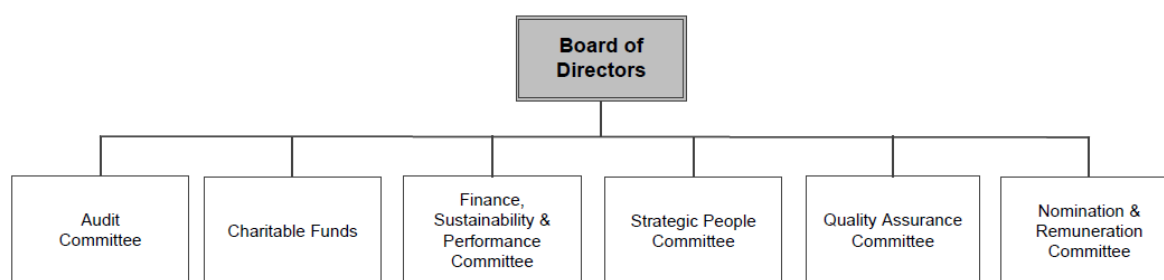 Board of
Directors
Audit
Committee
Charitable Funds
Finance,
Sustainability &
Performance
Committee
Strategic People
Committee
Quality Assurance
Committee
Nomination &
Remuneration
Committee